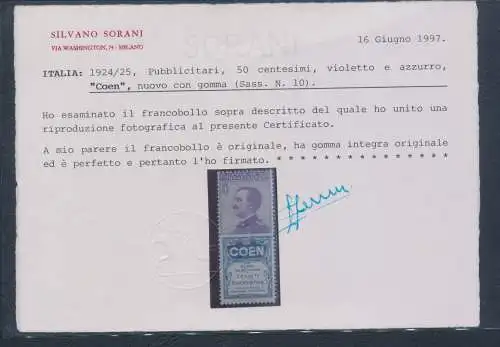 SILVANO SORANI
VIA WASHINGTON, 74 - MILANO
SORANI
16 Giugno 1997.
ITALIA: 1924/25, Pubblicitari, 50 centesimi, violetto e azzurro,
"Coen", nuovo con gomma (Sass. N. 10).
Ho esaminato il francobollo sopra descritto del quale ho unito una
riproduzione fotografica al presente Certificato.
A mio parere il francobollo è originale, ha gomma integra originale
ed è perfetto e pertanto l'ho firmato. * * * * * * * * * * * * * * *
COEN